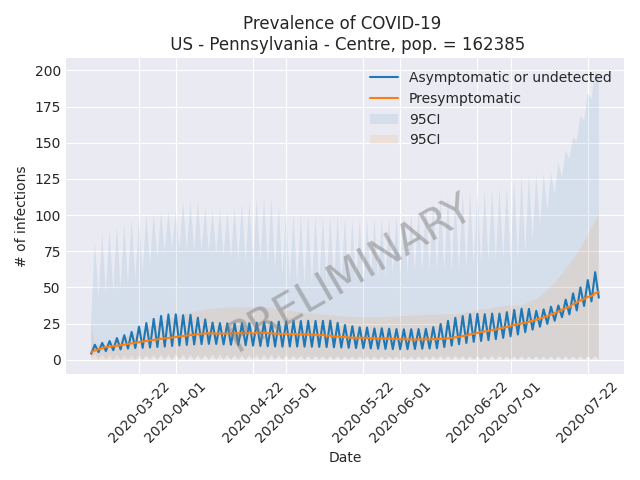 Prevalence of COVID-19
US - Pennsylvania - Centre, pop. = 162385
Asymptomatic or undetected
Presymptomatic
95CI
95CI
PRELIMINARY
# of infections
200
175
150
125
100
75
50
25
0
2020-03-22
2020-04-01
2020-04-22
2020-05-01
2020-05-22
2020-06-01
2020-06-22
2020-07-01
2020-07-22
Date